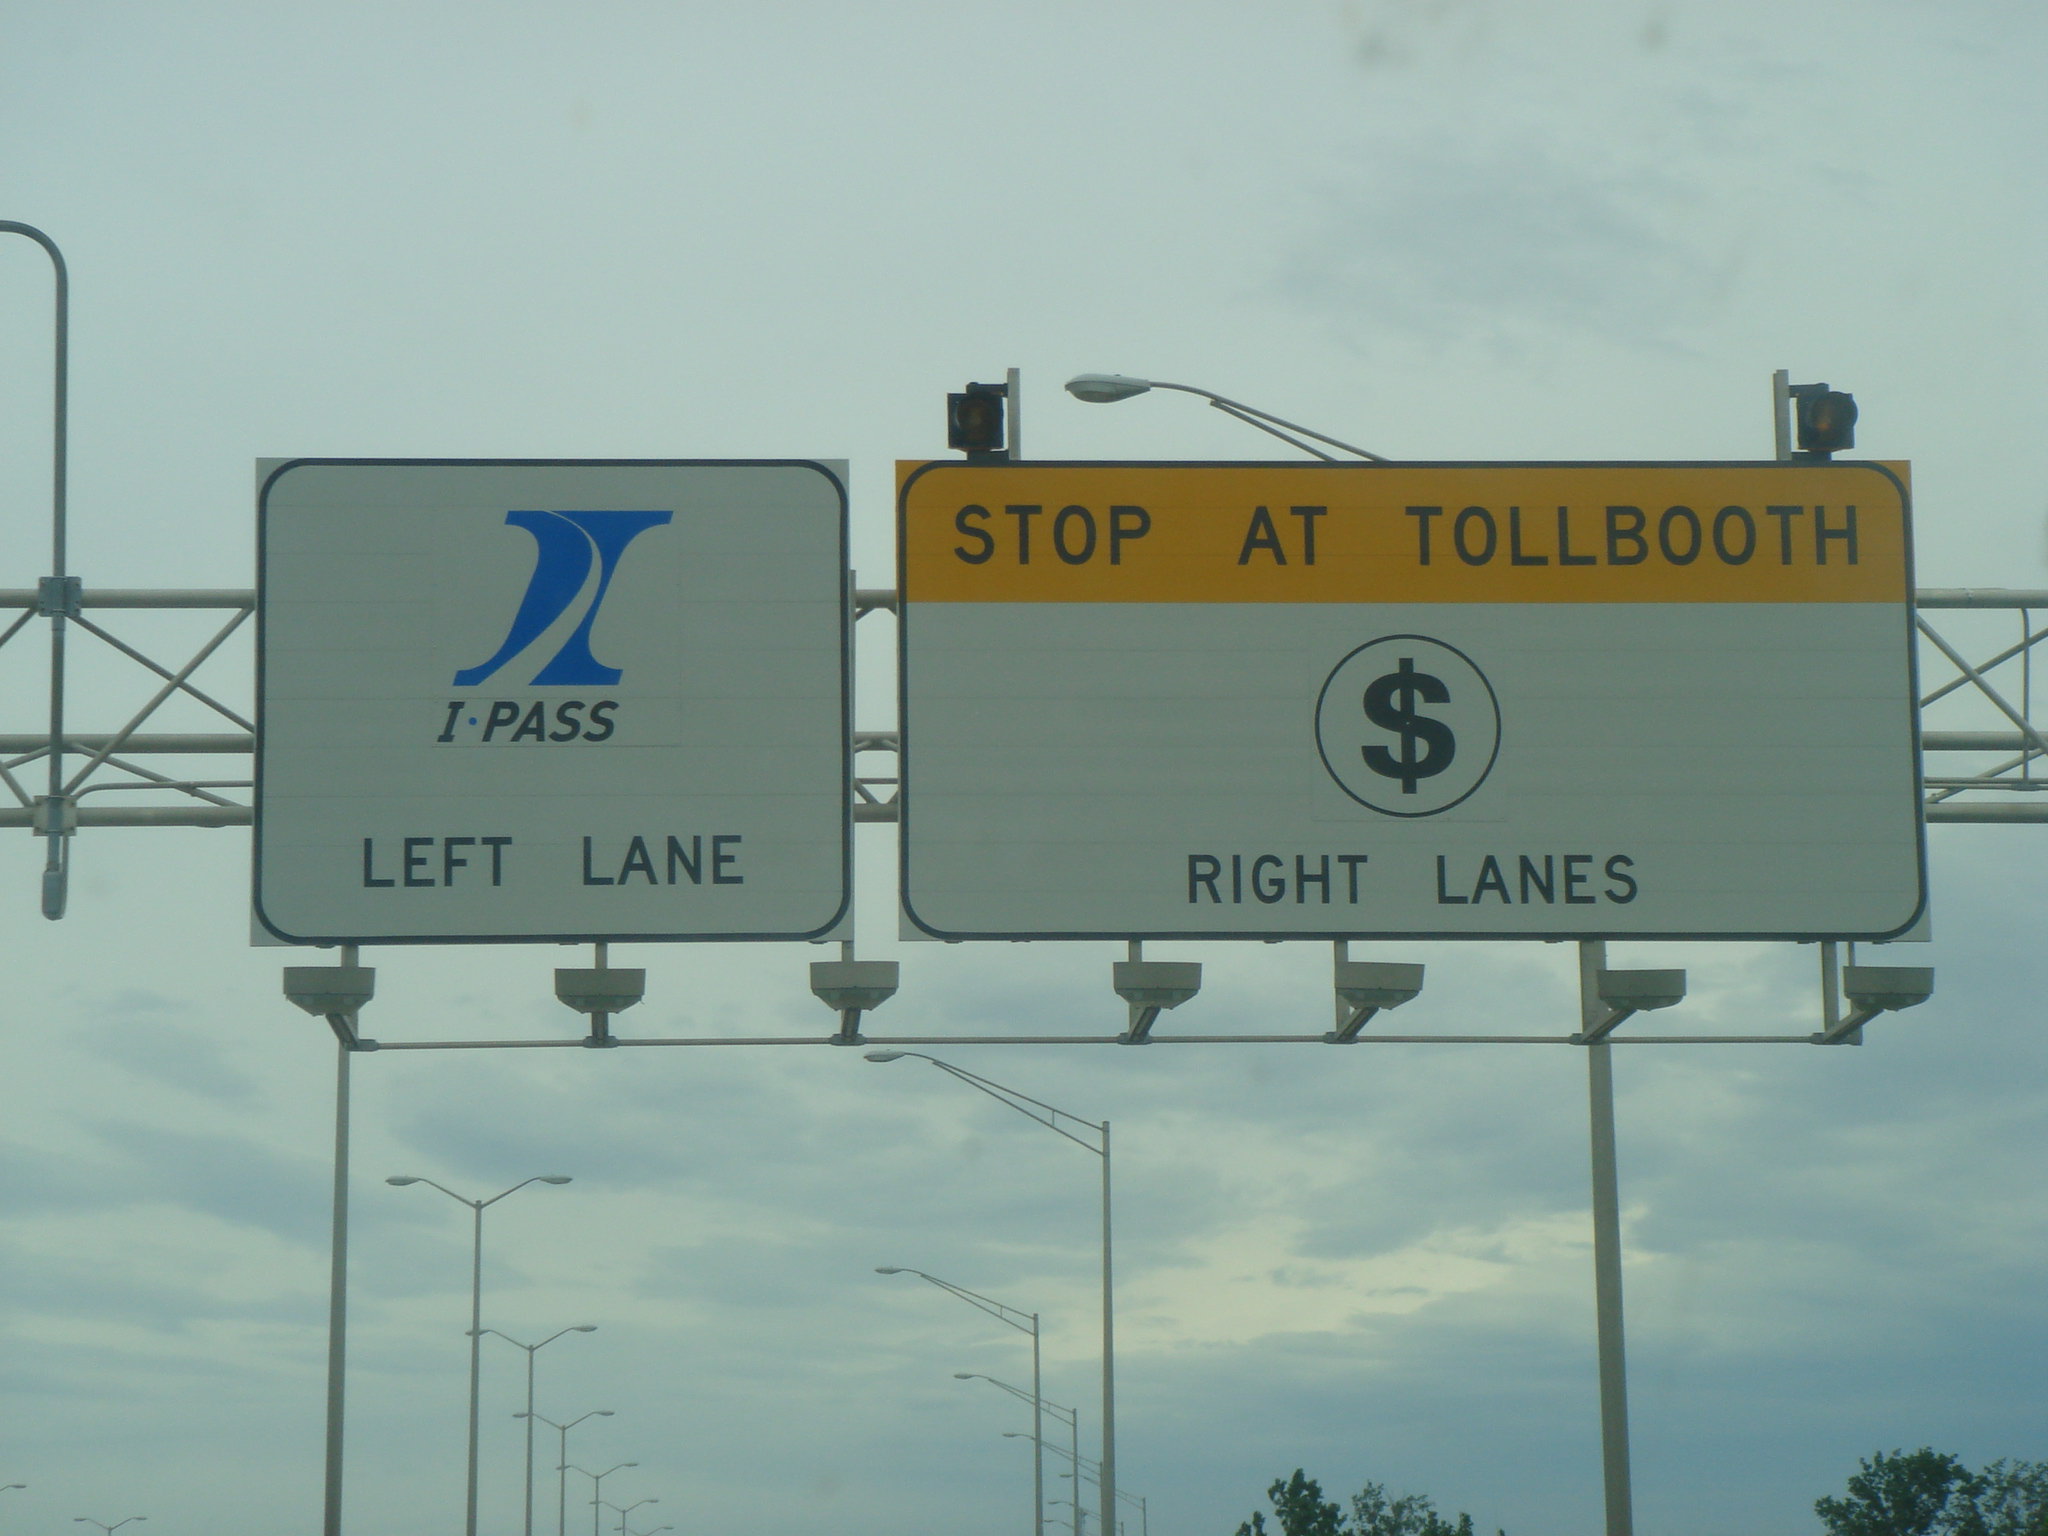 I·PASS
LEFT LANE
STOP AT TOLLBOOTH
$
RIGHT LANES